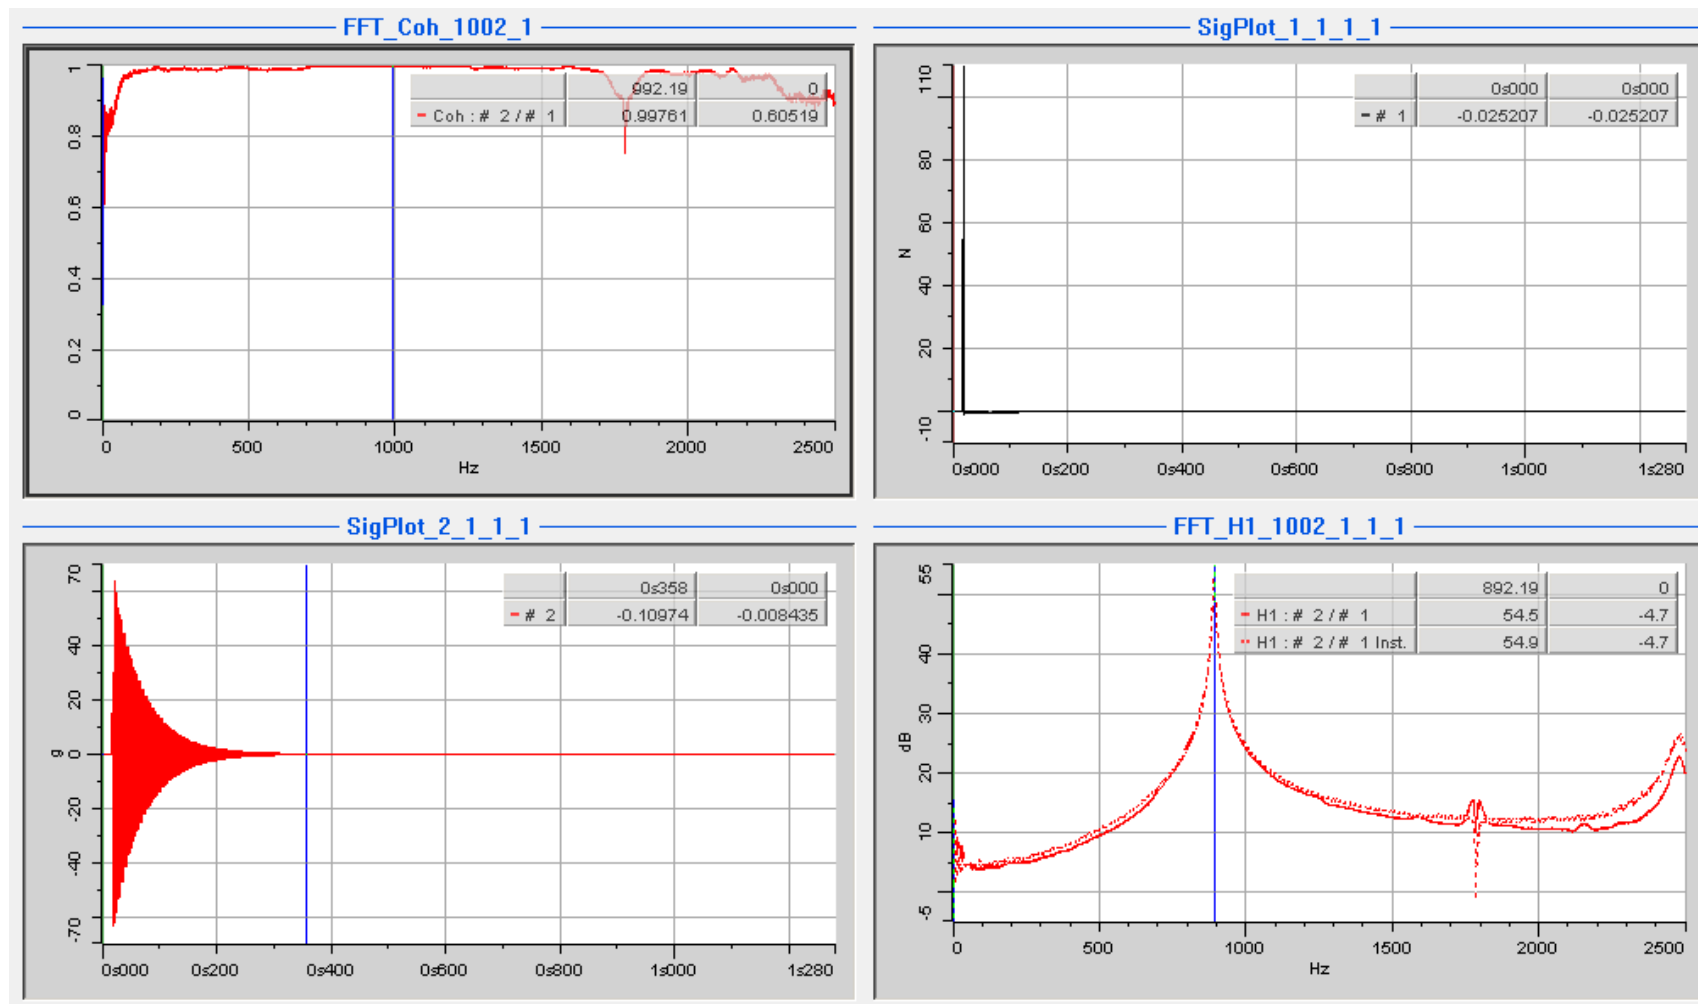 FFT_Coh_1002_1
992.19 0
Coh : # 2 / # 1 0.99761 0.60519
1
0.8
0.6
0.4
0.2
0
0 500 1000 1500 2000 2500
Hz
SigPlot_1_1_1_1
0s000 0s000
# 1 -0.025207 -0.025207
110
80
60
N
40
20
-10
0s000 0s200 0s400 0s600 0s800 1s000 1s280
SigPlot_2_1_1_1
0s358 0s000
# 2 -0.10974 -0.008435
70
40
20
g 0
-20
-40
-70
0s000 0s200 0s400 0s600 0s800 1s000 1s280
FFT_H1_1002_1_1_1
892.19 0
H1 : # 2 / # 1 54.5 -4.7
H1 : # 2 / # 1 Inst. 54.9 -4.7
55
40
30
dB
20
10
-5
0 500 1000 1500 2000 2500
Hz